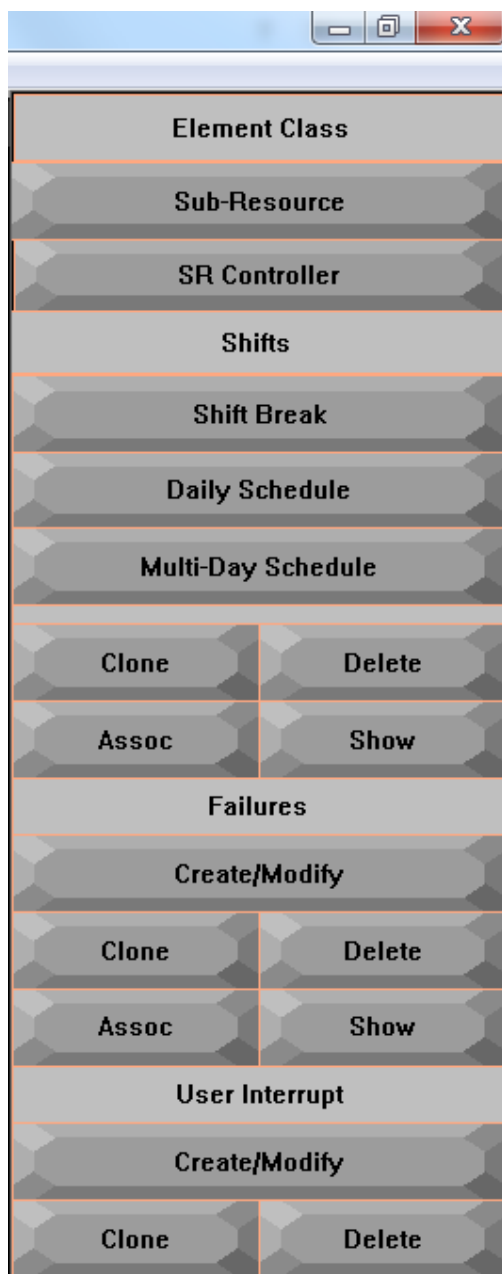 Element Class
Sub-Resource
SR Controller
Shifts
Shift Break
Daily Schedule
Multi-Day Schedule
Clone Delete
Assoc Show
Failures
Create/Modify
Clone Delete
Assoc Show
User Interrupt
Create/Modify
Clone Delete